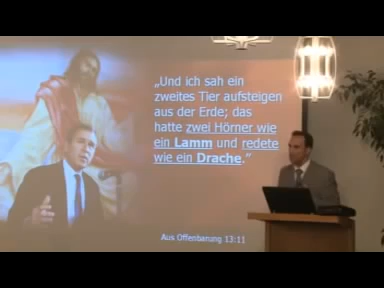 „Und ich sah ein
zweites Tier aufsteigen
aus der Erde; das
hatte zwei Hörner wie
ein Lamm und redete
wie ein Drache.“
Aus Offenbarung 13:11